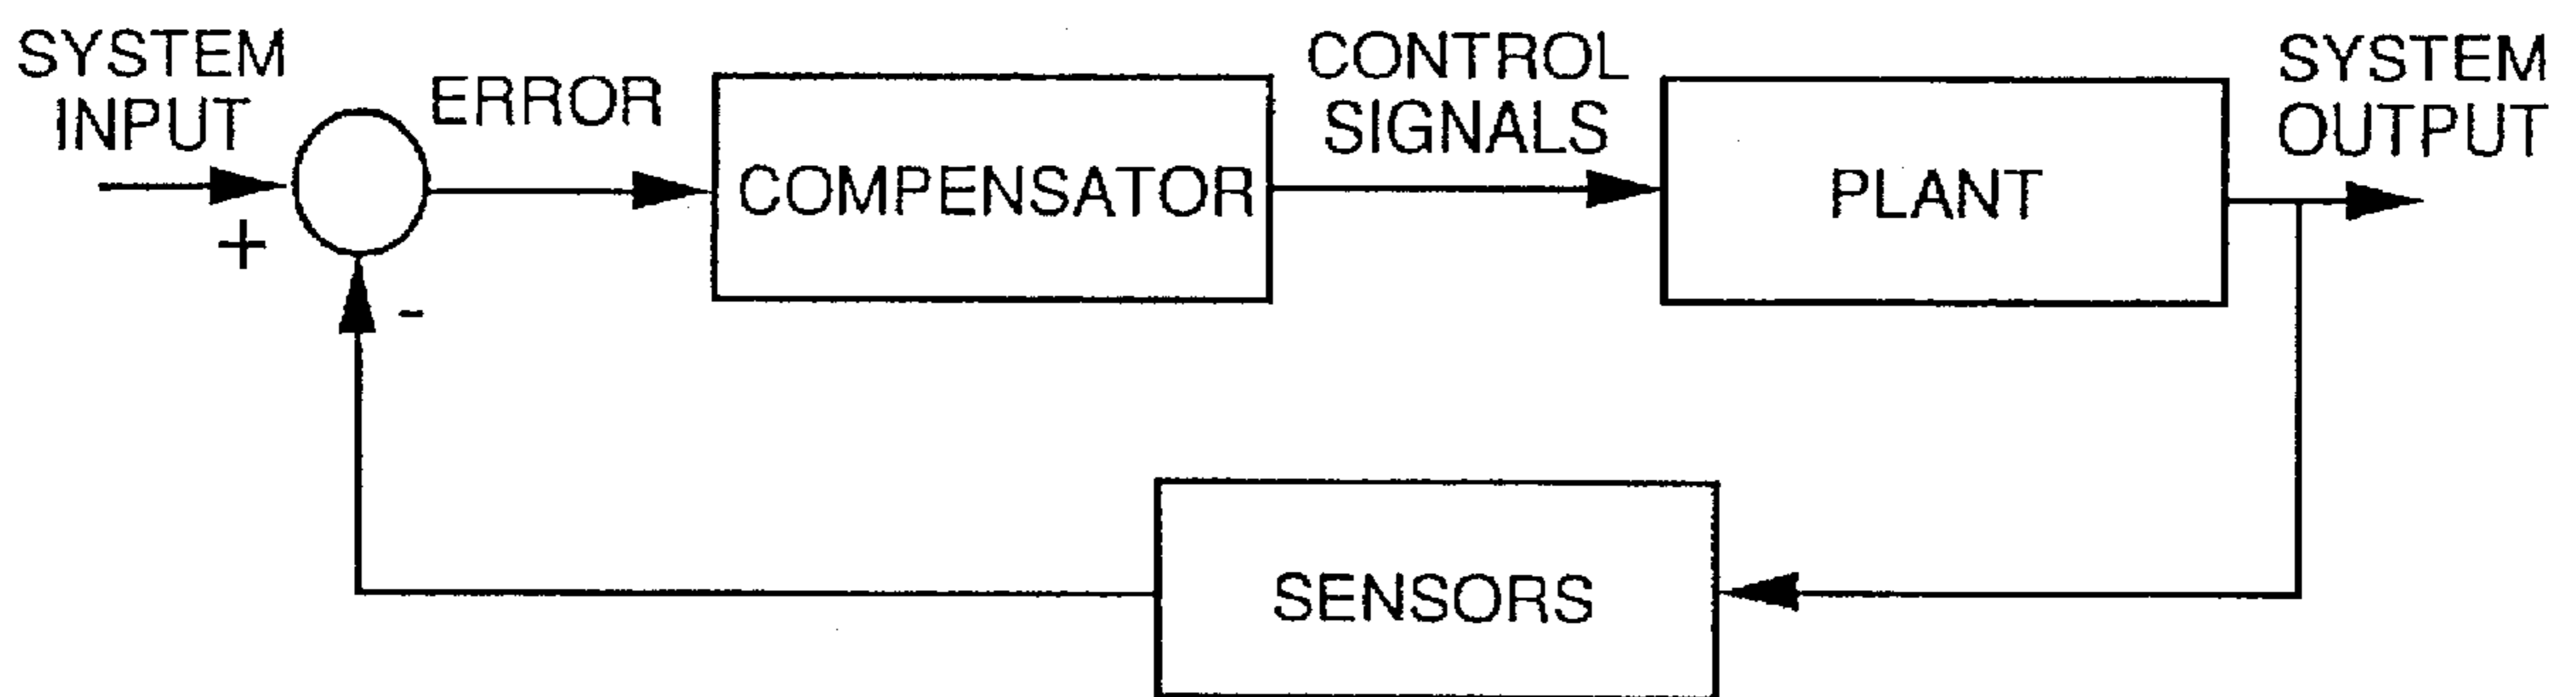 SYSTEM
INPUT
+
-
ERROR
COMPENSATOR
CONTROL
SIGNALS
PLANT
SYSTEM
OUTPUT
SENSORS